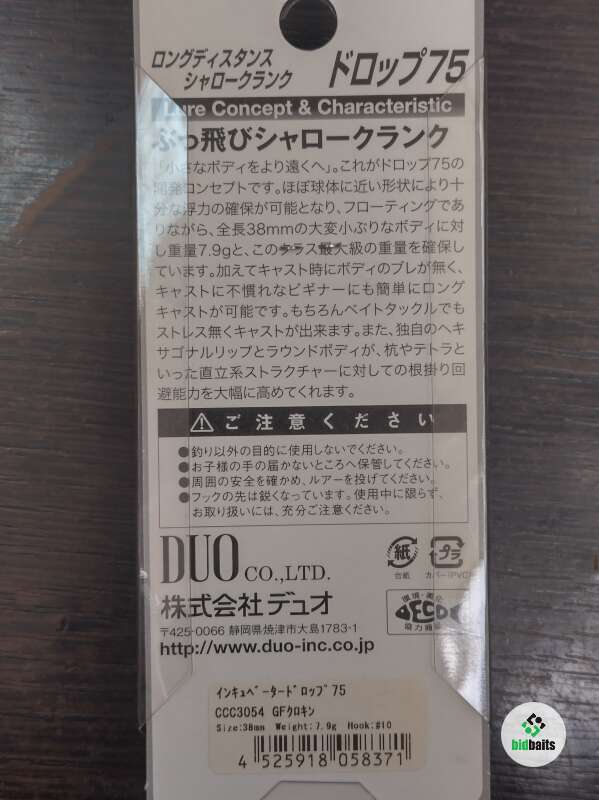 ロングディスタンス
シャロークランク
ドロップ75
Lure Concept & Characteristic
ぶっ飛びシャロークランク
「小さなボディをより遠くへ」。これがドロップ75の
開発コンセプトです。ほぼ球体に近い形状により十
分な浮力の確保が可能となり、フローティングであ
りながら、全長38mmの大変小ぶりなボディに対
し重量7.9gと、このクラス最大級の重量を確保し
ています。加えてキャスト時にボディのブレが無く、
キャストに不慣れなビギナーにも簡単にロング
キャストが可能です。もちろんベイトタックルでも
ストレス無くキャストが出来ます。また、独自のヘキ
サゴナルリップとラウンドボディが、杭やテトラと
いった直立系ストラクチャーに対しての根掛り回
避能力を大幅に高めてくれます。
ご注意ください
●釣り以外の目的に使用しないでください。
●お子様の手の届かないところへ保管してください。
●周囲の安全を確かめ、ルアーを投げてください。
●フックの先は鋭くなっています。使用中に限らず、
お取り扱いには、充分ご注意ください。
DUO CO.,LTD.
紙
台紙
プラ
カバー(PVC)
株式会社デュオ
環境・美化
ECO
協力商品
〒425-0066 静岡県焼津市大島1783-1
http://www.duo-inc.co.jp
インキュベータードロップ75
CCC3054 GFクロキン
Size:38mm Weight:7.9g Hook:#10
4 525918 058371
bidbaits